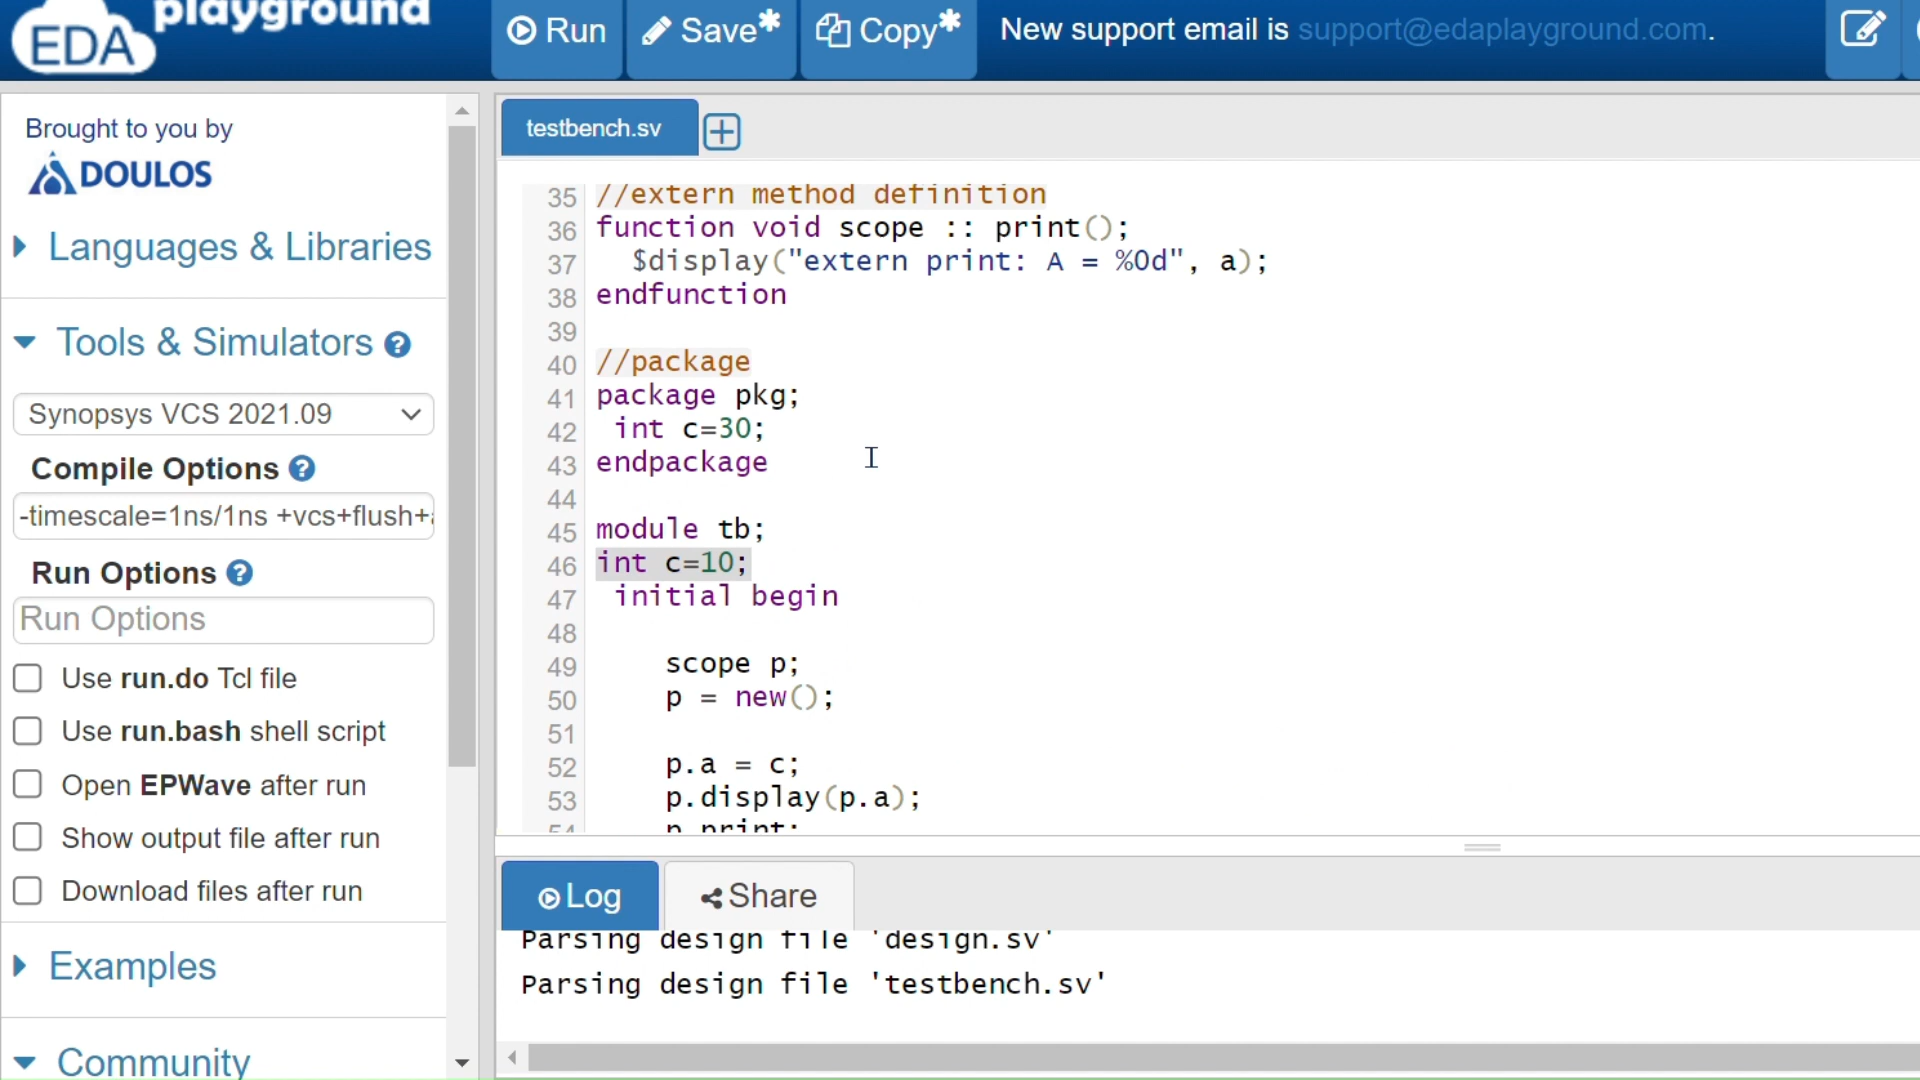 EDA playground
Run
Save*
Copy*
New support email is support@edaplayground.com.
Brought to you by
DOULOS
Languages & Libraries
Tools & Simulators
Synopsys VCS 2021.09
Compile Options
-timescale=1ns/1ns +vcs+flush+
Run Options
Run Options
Use run.do Tcl file
Use run.bash shell script
Open EPWave after run
Show output file after run
Download files after run
Examples
Community
testbench.sv
35 //extern method definition
36 function void scope :: print();
37 $display("extern print: A = %0d", a);
38 endfunction
39
40 //package
41 package pkg;
42 int c=30;
43 endpackage
44
45 module tb;
46 int c=10;
47 initial begin
48
49 scope p;
50 p = new();
51
52 p.a = c;
53 p.display(p.a);
54 p.print;
Log
Share
Parsing design file 'design.sv'
Parsing design file 'testbench.sv'